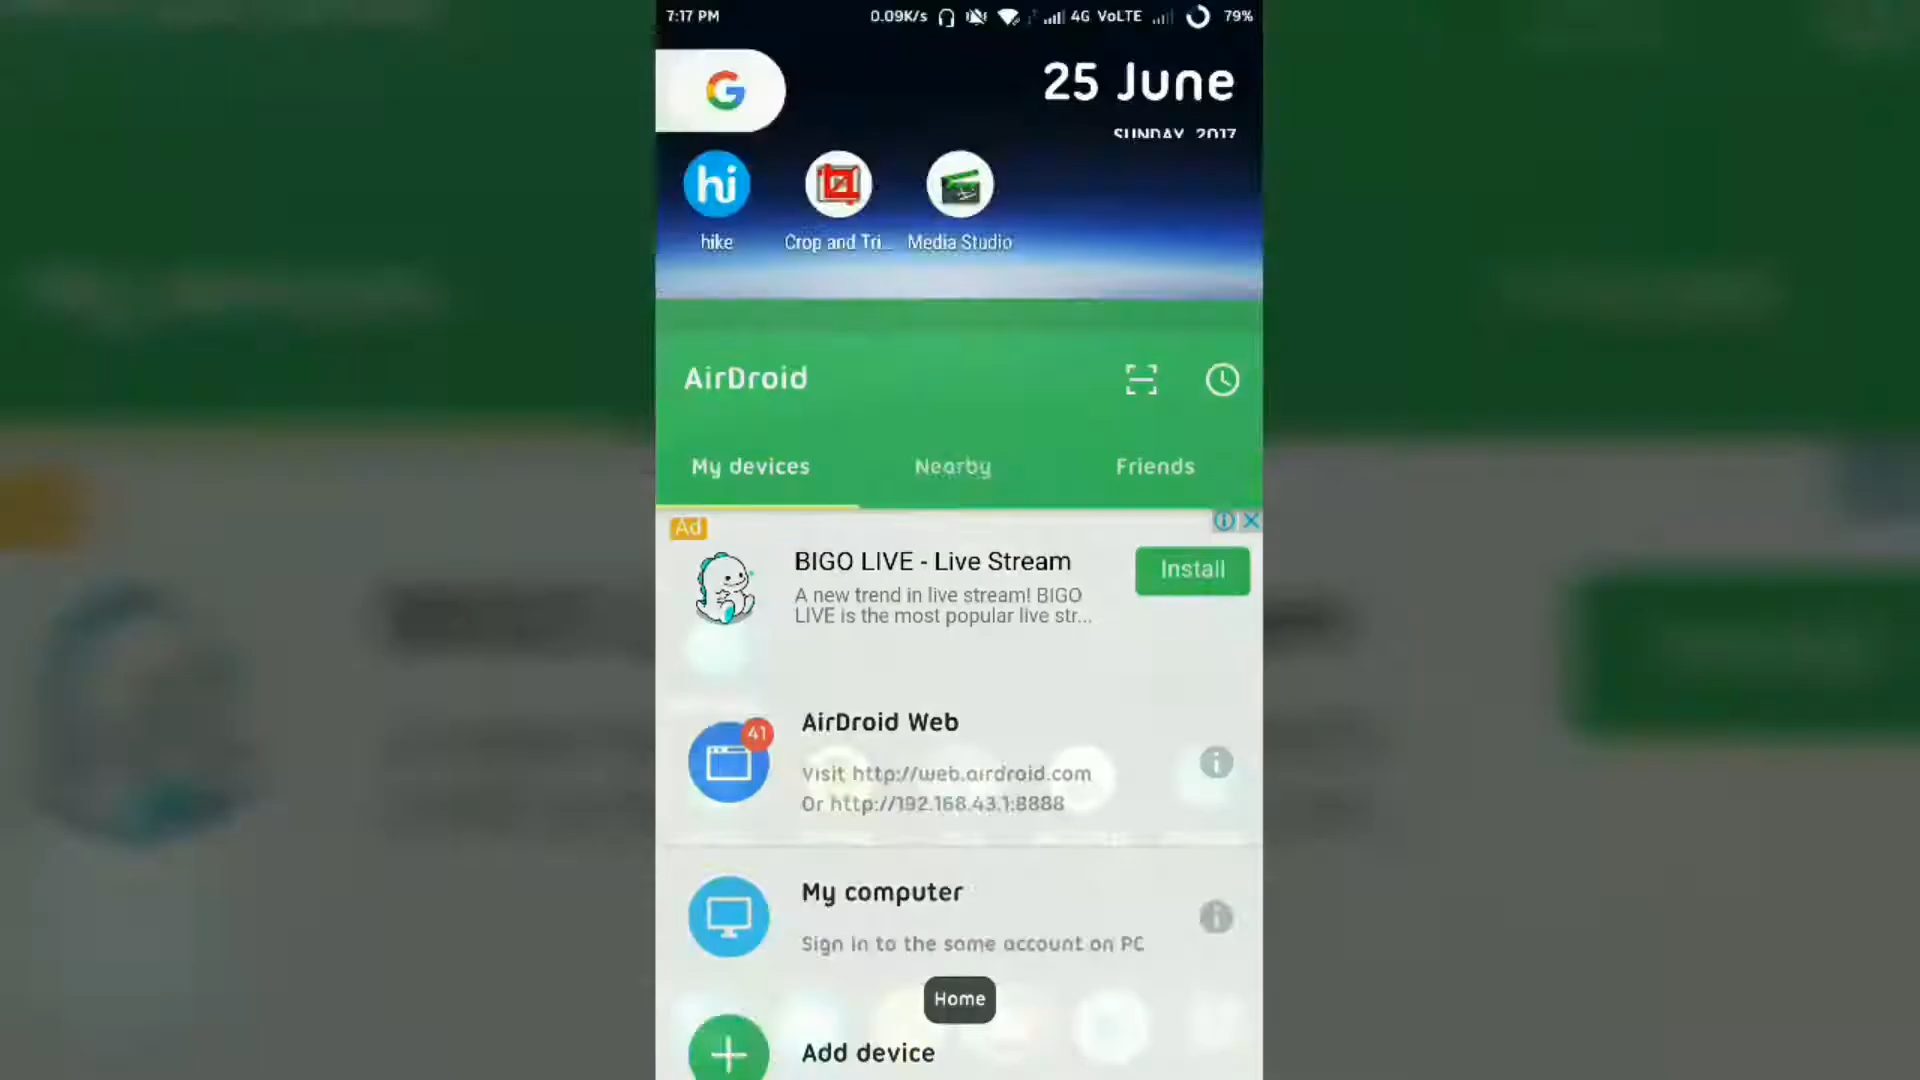 7:17 PM
0.09K/s 4G VoLTE 79%
G
25 June
SUNDAY, 2017
hi
hike
Crop and Tri...
Media Studio
AirDroid
My devices
Nearby
Friends
Ad
BIGO LIVE - Live Stream
A new trend in live stream! BIGO
LIVE is the most popular live str...
Install
41
AirDroid Web
Visit http://web.airdroid.com
Or http://192.168.43.1:8888
My computer
Sign in to the same account on PC
Home
Add device